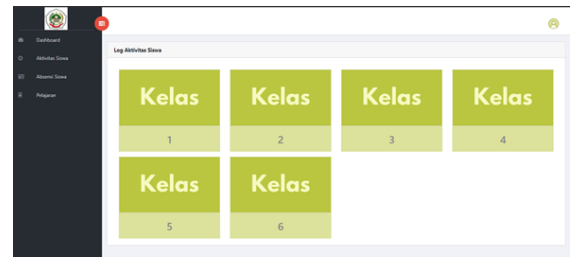 Dashboard
Aktivitas Siswa
Absensi Siswa
Pelajaran
Log Aktivitas Siswa
Kelas Kelas Kelas Kelas
1 2 3 4
Kelas Kelas
5 6